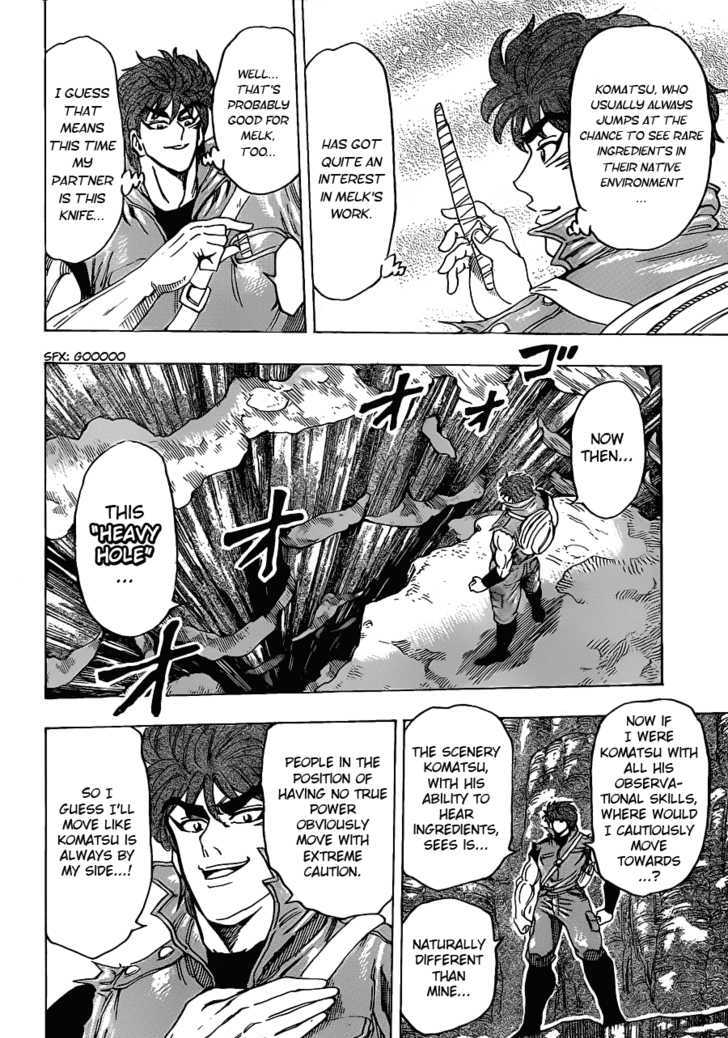 KOMATSU, WHO
USUALLY ALWAYS
JUMPS AT THE
CHANCE TO SEE RARE
INGREDIENTS IN
THEIR NATIVE
ENVIRONMENT
...
HAS GOT
QUITE AN
INTEREST
IN MELK'S
WORK.
WELL...
THAT'S
PROBABLY
GOOD FOR
MELK,
TOO...
I GUESS
THAT
MEANS
THIS TIME
MY
PARTNER
IS THIS
KNIFE...
SFX: GOOOOO
ゴ
オ
オ
オ
オ
NOW
THEN...
THIS
"HEAVY
HOLE"
...
NOW IF
I WERE
KOMATSU WITH
ALL HIS
OBSERVA-
TIONAL SKILLS,
WHERE WOULD
I CAUTIOUSLY
MOVE
TOWARDS
...?
THE SCENERY
KOMATSU,
WITH HIS
ABILITY TO
HEAR
INGREDIENTS,
SEES IS...
NATURALLY
DIFFERENT
THAN
MINE...
PEOPLE IN THE
POSITION OF
HAVING NO TRUE
POWER
OBVIOUSLY
MOVE WITH
EXTREME
CAUTION.
SO I
GUESS I'LL
MOVE LIKE
KOMATSU IS
ALWAYS BY
MY SIDE...!